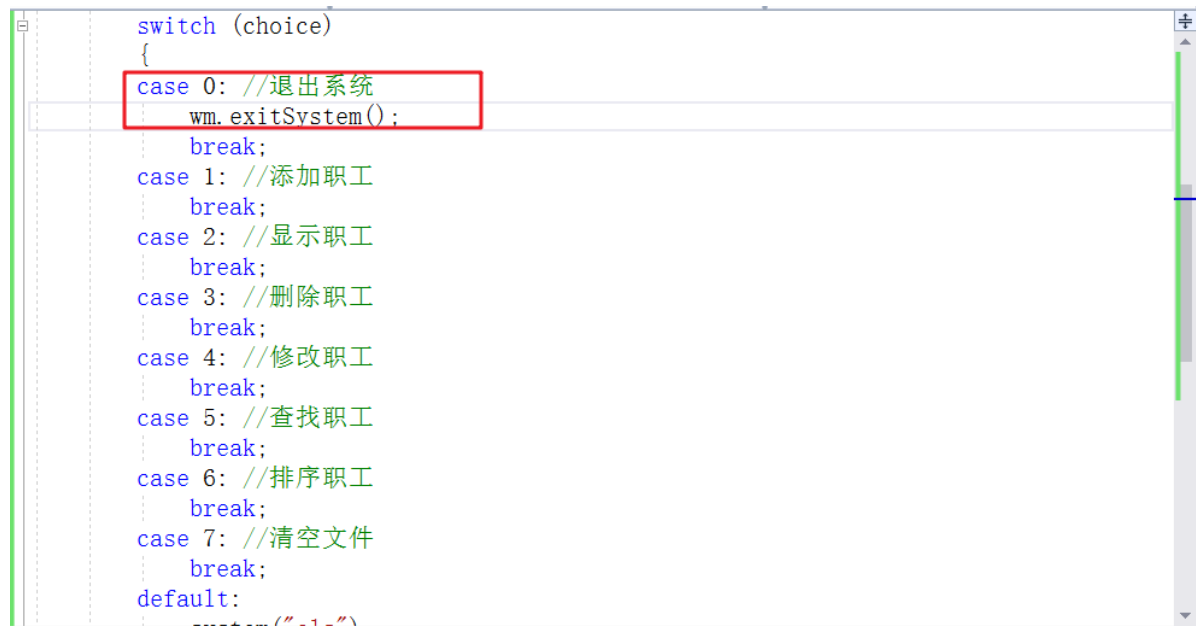 switch (choice)
{
case 0: //退出系统
wm.exitSystem();
break;
case 1: //添加职工
break;
case 2: //显示职工
break;
case 3: //删除职工
break;
case 4: //修改职工
break;
case 5: //查找职工
break;
case 6: //排序职工
break;
case 7: //清空文件
break;
default:
system("cls")